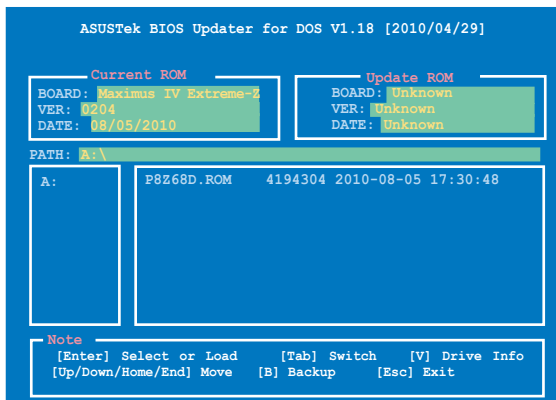 ASUSTek BIOS Updater for DOS V1.18 [2010/04/29]
Current ROM
BOARD: Maximus IV Extreme-Z
VER: 0204
DATE: 08/05/2010
Update ROM
BOARD: Unknown
VER: Unknown
DATE: Unknown
PATH: A:\
A:
P8Z68D.ROM 4194304 2010-08-05 17:30:48
Note
[Enter] Select or Load [Tab] Switch [V] Drive Info
[Up/Down/Home/End] Move [B] Backup [Esc] Exit